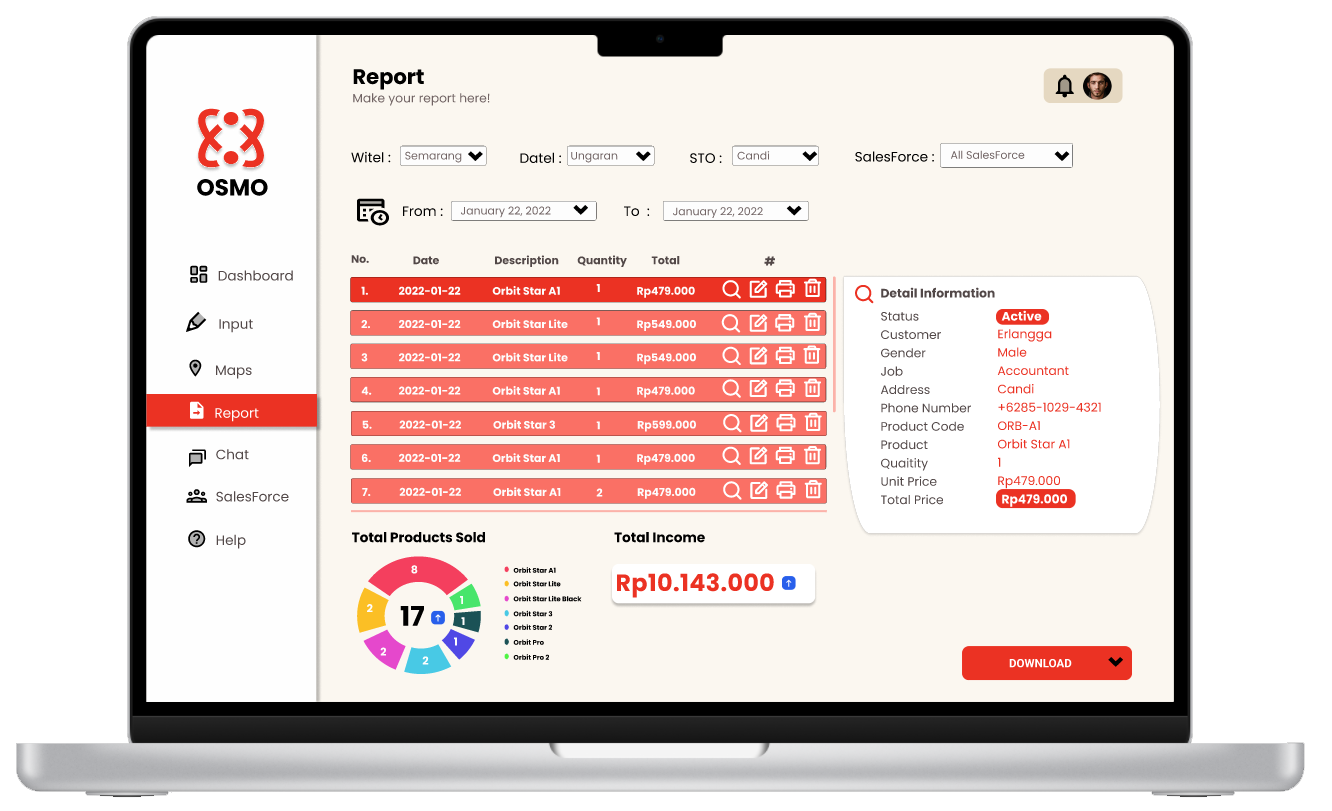 Report
Make your report here!
OSMO
Witel : Semarang Datel : Ungaran STO : Candi SalesForce : All SalesForce
From : January 22, 2022 To : January 22, 2022
Dashboard
Input
Maps
Report
Chat
SalesForce
Help
No. Date Description Quantity Total #
1. 2022-01-22 Orbit Star A1 1 Rp479.000
2. 2022-01-22 Orbit Star Lite 1 Rp549.000
3 2022-01-22 Orbit Star Lite 1 Rp549.000
4. 2022-01-22 Orbit Star A1 1 Rp479.000
5. 2022-01-22 Orbit Star 3 1 Rp599.000
6. 2022-01-22 Orbit Star A1 1 Rp479.000
7. 2022-01-22 Orbit Star A1 2 Rp479.000
Detail Information
Status Active
Customer Erlangga
Gender Male
Job Accountant
Address Candi
Phone Number +6285-1029-4321
Product Code ORB-A1
Product Orbit Star A1
Quaitity 1
Unit Price Rp479.000
Total Price Rp479.000
Total Products Sold
8
1
1
1
2
2
2
17
Orbit Star A1
Orbit Star Lite
Orbit Star Lite Black
Orbit Star 3
Orbit Star 2
Orbit Pro
Orbit Pro 2
Total Income
Rp10.143.000
DOWNLOAD